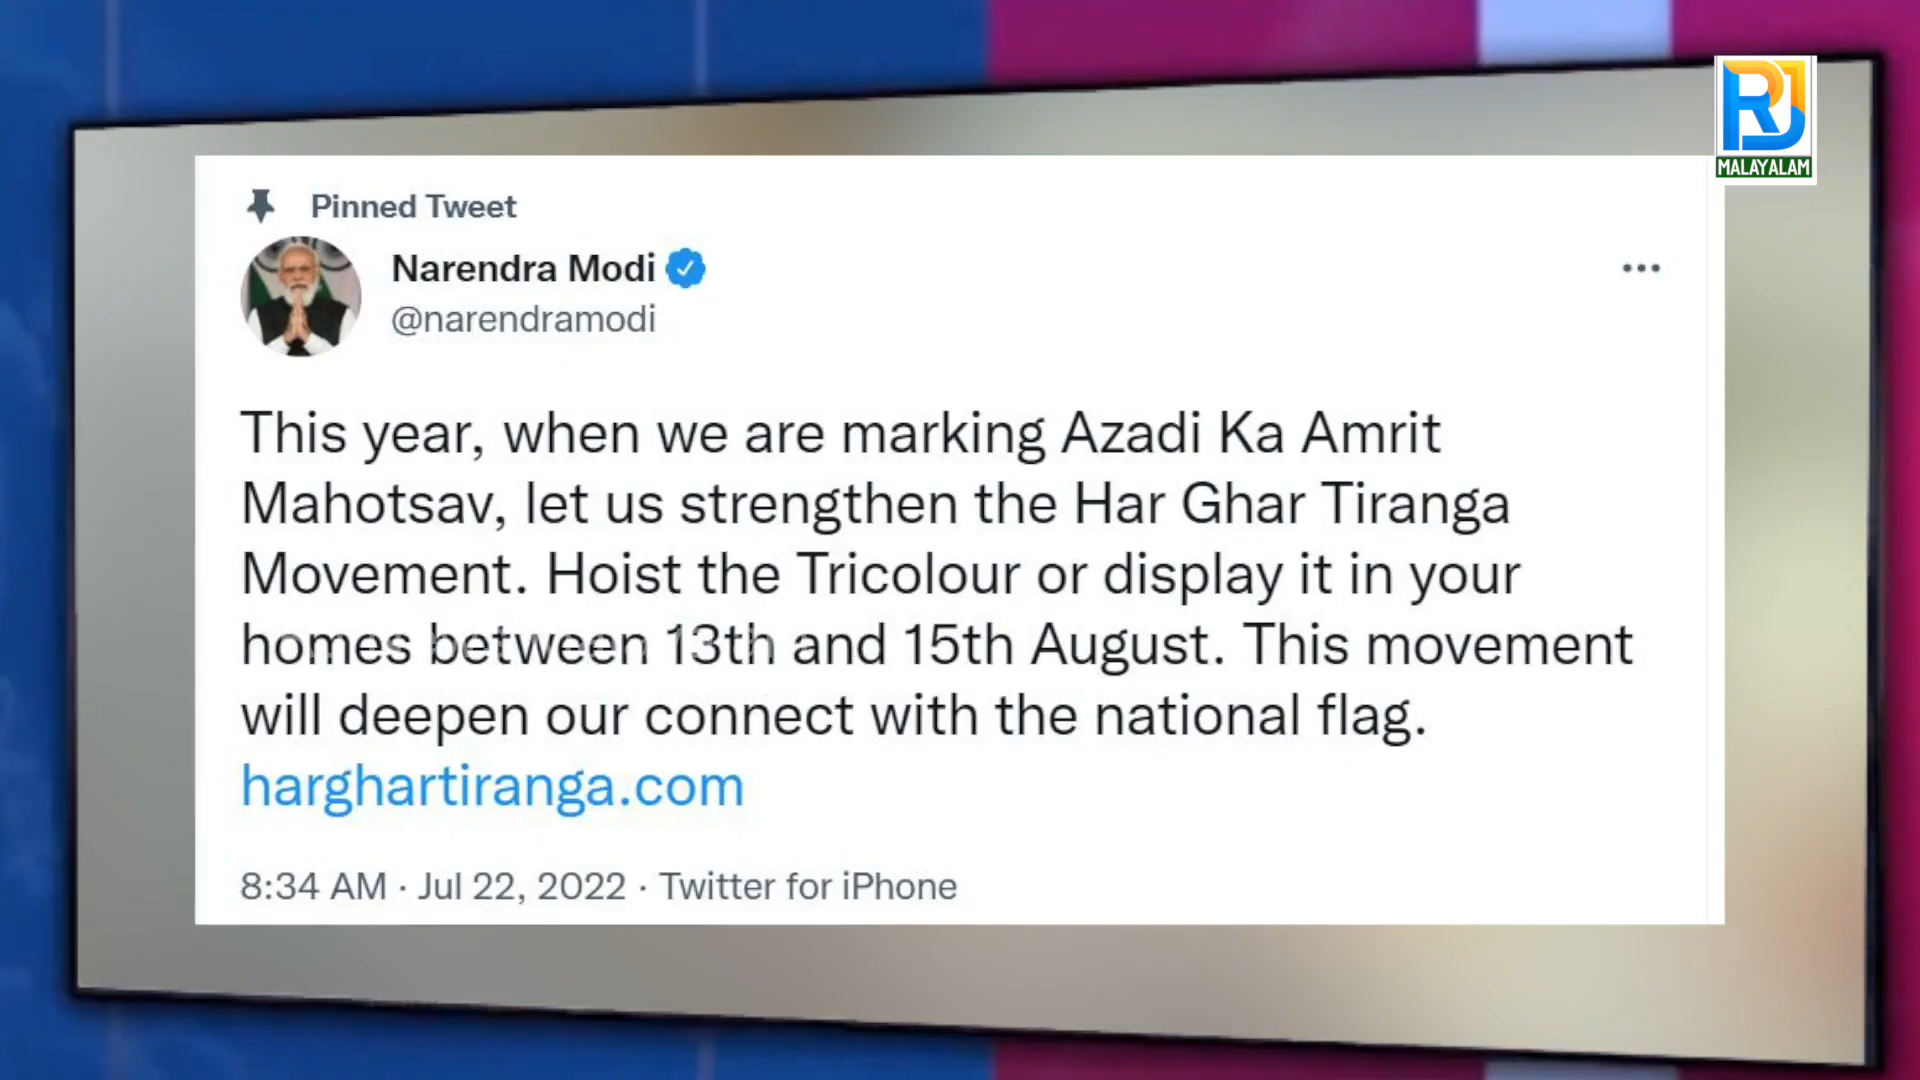 RJ
MALAYALAM
Pinned Tweet
Narendra Modi
@narendramodi
This year, when we are marking Azadi Ka Amrit
Mahotsav, let us strengthen the Har Ghar Tiranga
Movement. Hoist the Tricolour or display it in your
homes between 13th and 15th August. This movement
will deepen our connect with the national flag.
harghartiranga.com
8:34 AM · Jul 22, 2022 · Twitter for iPhone